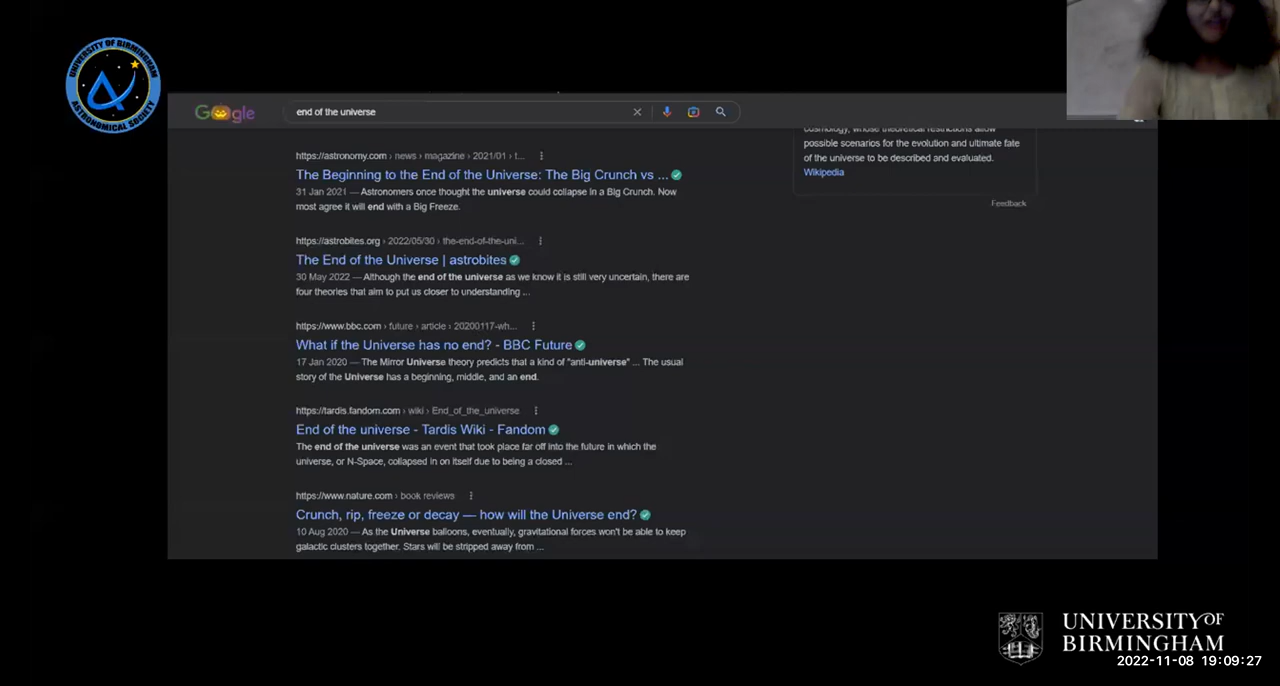 UNIVERSITY OF BIRMINGHAM
ASTRONOMICAL SOCIETY
Google
end of the universe
cosmology, whose theoretical restrictions allow
possible scenarios for the evolution and ultimate fate
of the universe to be described and evaluated.
Wikipedia
Feedback
https://astronomy.com › news › magazine › 2021/01 › t...
The Beginning to the End of the Universe: The Big Crunch vs ...
31 Jan 2021 — Astronomers once thought the universe could collapse in a Big Crunch. Now
most agree it will end with a Big Freeze.
https://astrobites.org › 2022/05/30 › the-end-of-the-uni...
The End of the Universe | astrobites
30 May 2022 — Although the end of the universe as we know it is still very uncertain, there are
four theories that aim to put us closer to understanding ...
https://www.bbc.com › future › article › 20200117-wh...
What if the Universe has no end? - BBC Future
17 Jan 2020 — The Mirror Universe theory predicts that a kind of "anti-universe" ... The usual
story of the Universe has a beginning, middle, and an end.
https://tardis.fandom.com › wiki › End_of_the_universe
End of the universe - Tardis Wiki - Fandom
The end of the universe was an event that took place far off into the future in which the
universe, or N-Space, collapsed in on itself due to being a closed ...
https://www.nature.com › book reviews
Crunch, rip, freeze or decay — how will the Universe end?
10 Aug 2020 — As the Universe balloons, eventually, gravitational forces won't be able to keep
galactic clusters together. Stars will be stripped away from ...
UNIVERSITY OF
BIRMINGHAM
2022-11-08 19:09:27